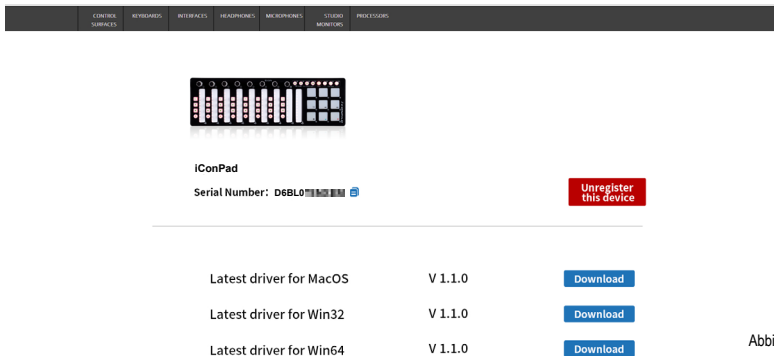 CONTROL SURFACES KEYBOARDS INTERFACES HEADPHONES MICROPHONES STUDIO MONITORS PROCESSORS
iConPad
Serial Number: D6BL0
Unregister
this device
Latest driver for MacOS V 1.1.0 Download
Latest driver for Win32 V 1.1.0 Download
Latest driver for Win64 V 1.1.0 Download
Abbi